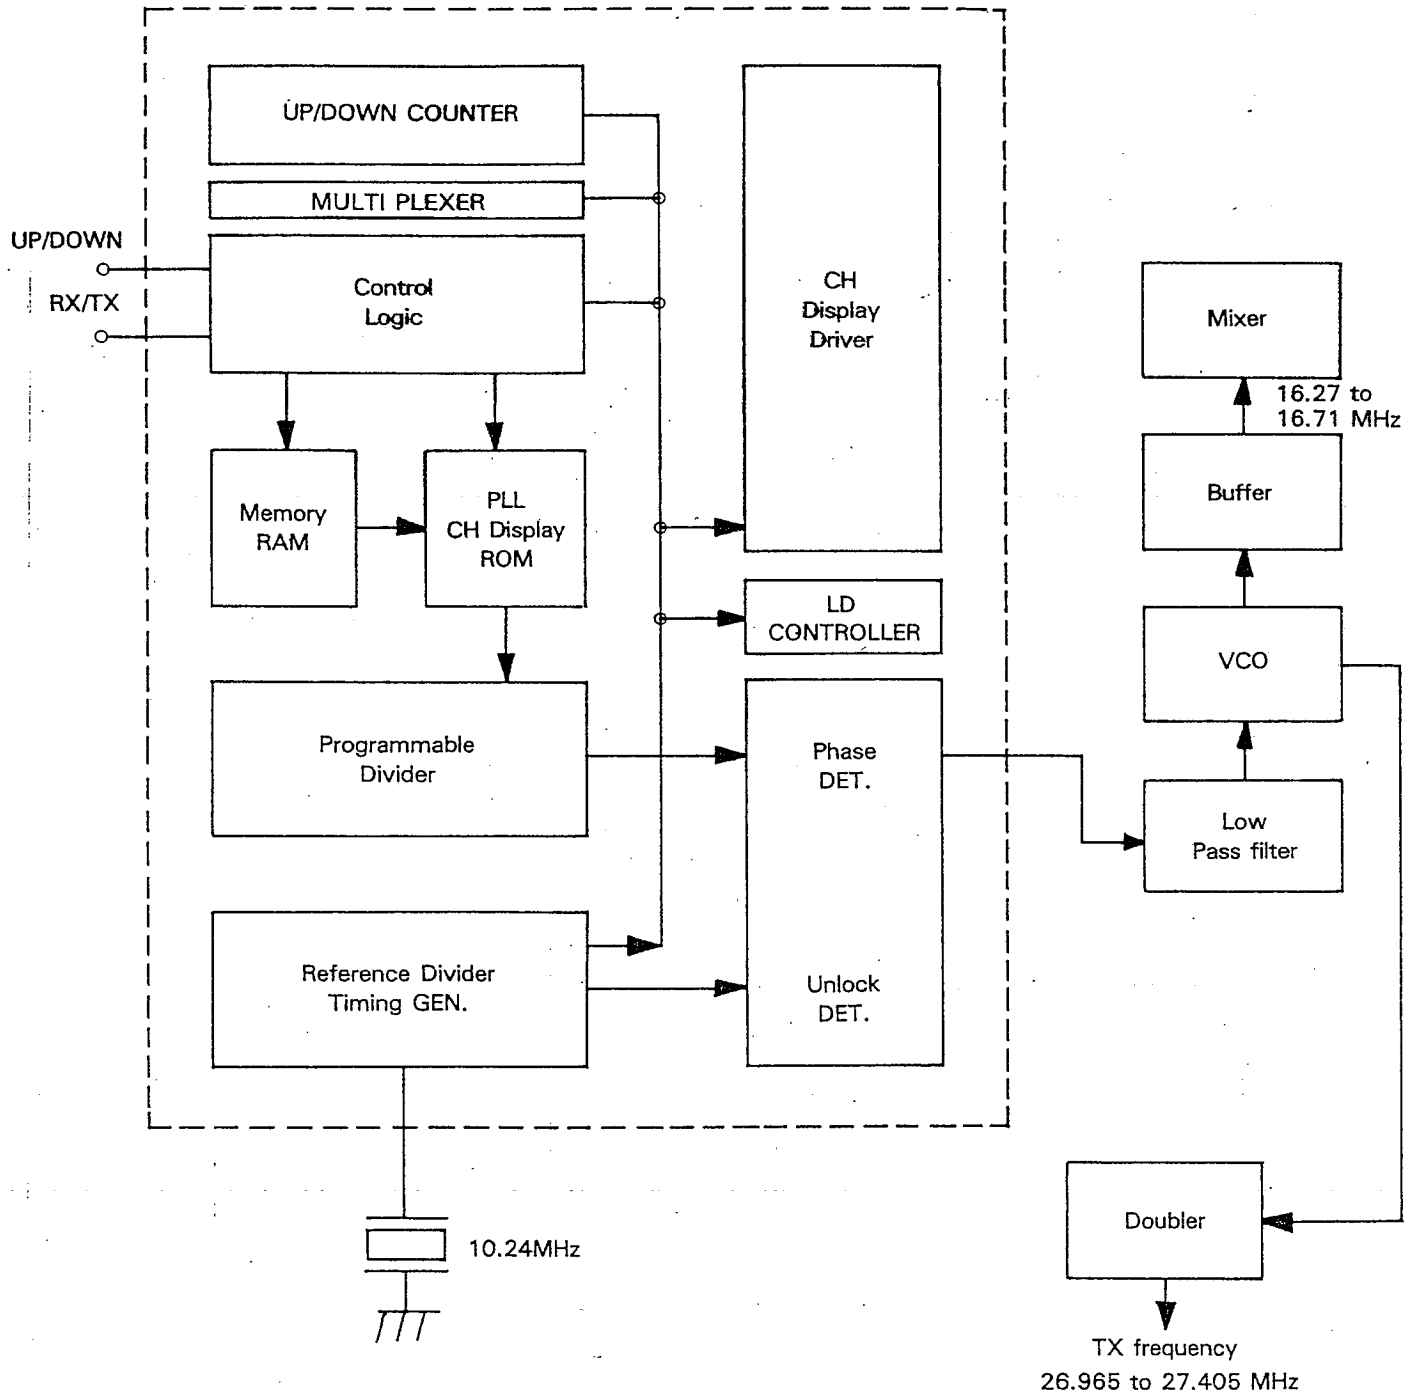 UP/DOWN COUNTER
MULTI PLEXER
UP/DOWN
RX/TX
Control
Logic
CH
Display
Driver
Mixer
16.27 to
16.71 MHz
Buffer
Memory
RAM
PLL
CH Display
ROM
LD
CONTROLLER
VCO
Programmable
Divider
Phase
DET.
Low
Pass filter
Reference Divider
Timing GEN.
Unlock
DET.
10.24MHz
Doubler
TX frequency
26.965 to 27.405 MHz